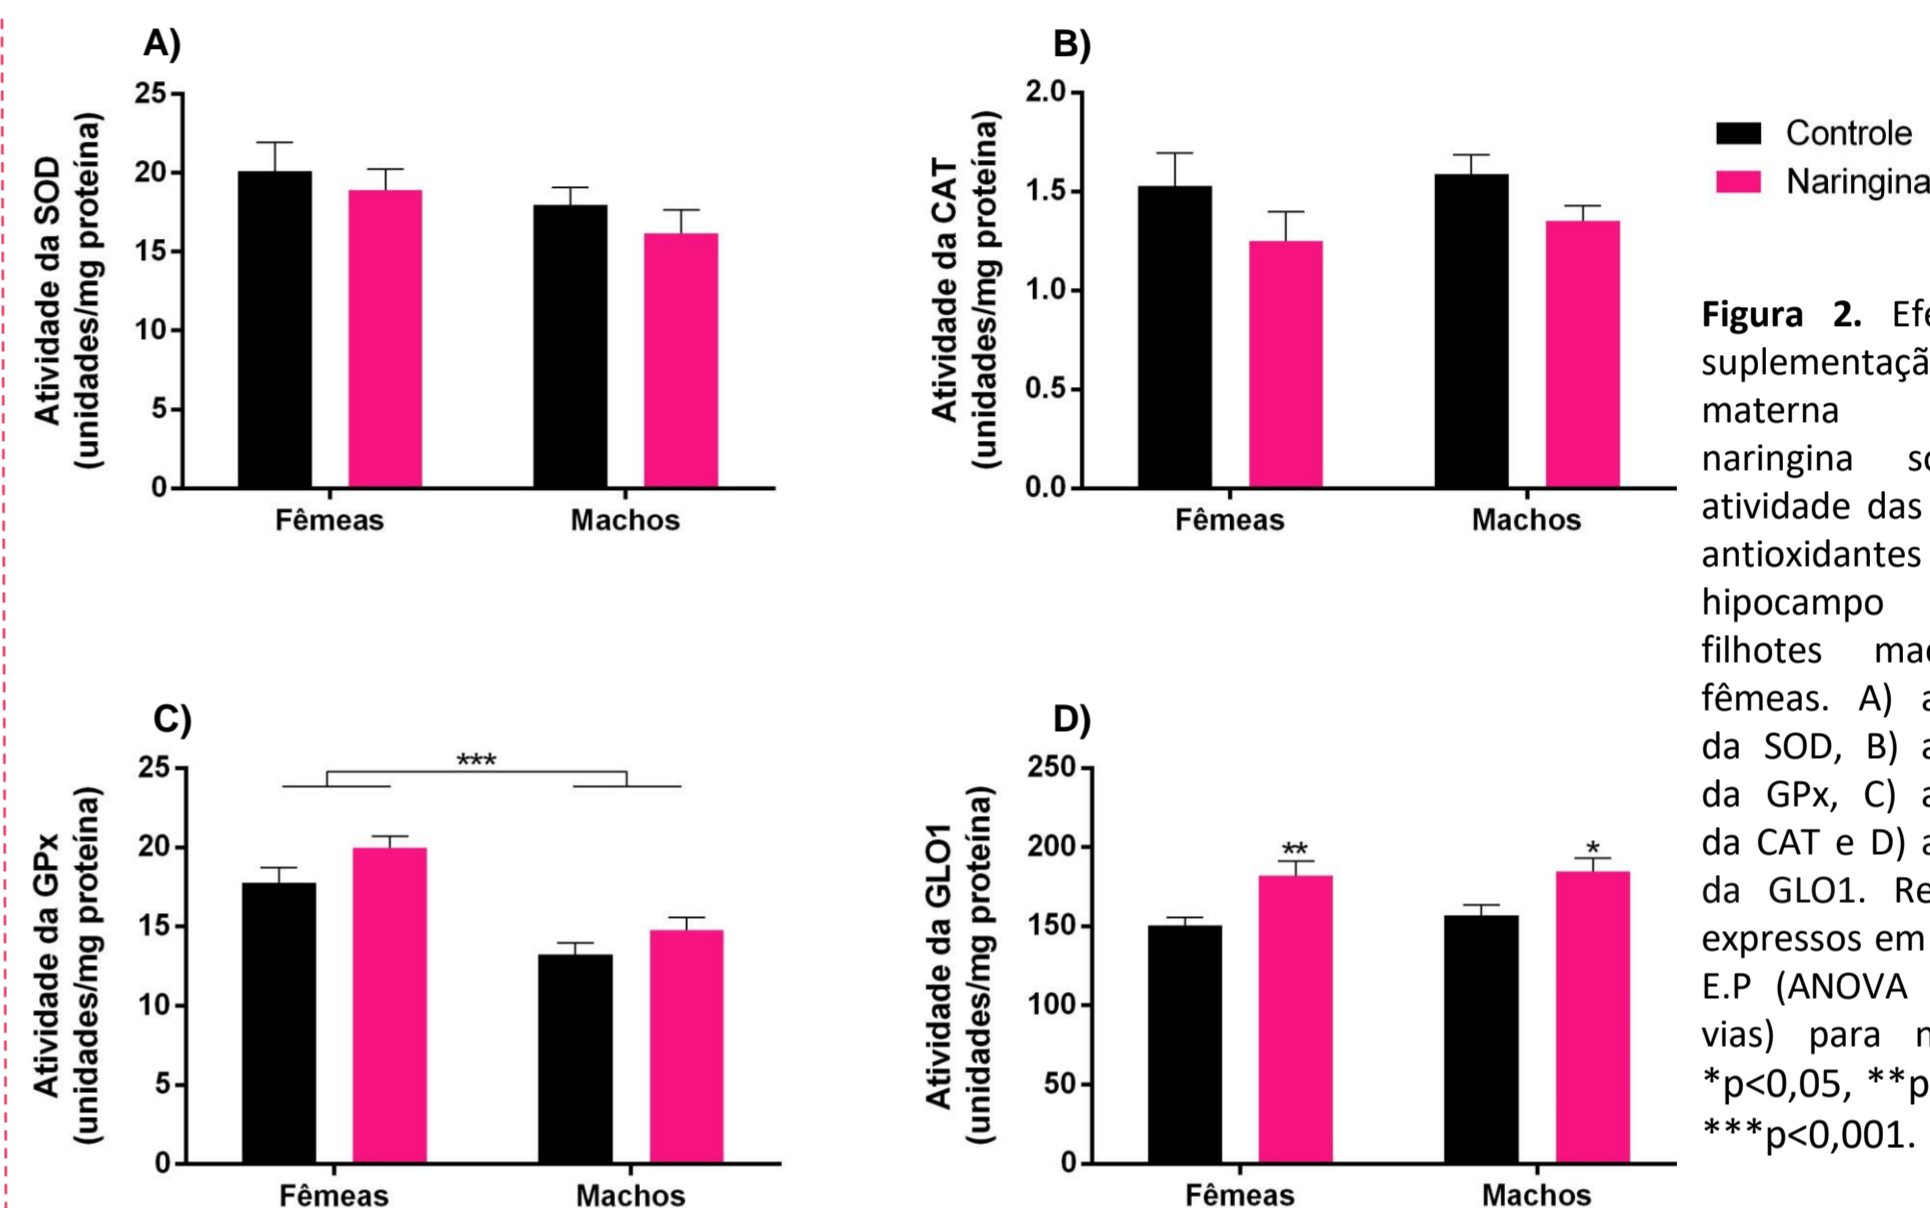 A)
25
20
15
10
5
0
Atividade da SOD
(unidades/mg proteína)
Fêmeas
Machos
B)
2.0
1.5
1.0
0.5
0.0
Atividade da CAT
(unidades/mg proteína)
Fêmeas
Machos
Controle
Naringina
C)
***
25
20
15
10
5
0
Atividade da GPx
(unidades/mg proteína)
Fêmeas
Machos
D)
250
200
150
100
50
0
**
*
Atividade da GLO1
(unidades/mg proteína)
Fêmeas
Machos
Figura 2.
materna
naringina
atividade das
antioxidantes
hipocampo
filhotes
fêmeas. A)
da SOD, B)
da GPx, C)
da CAT e D)
da GLO1.
expressos em
E.P (ANOVA
vias) para
*p<0,05, **p
***p<0,001.